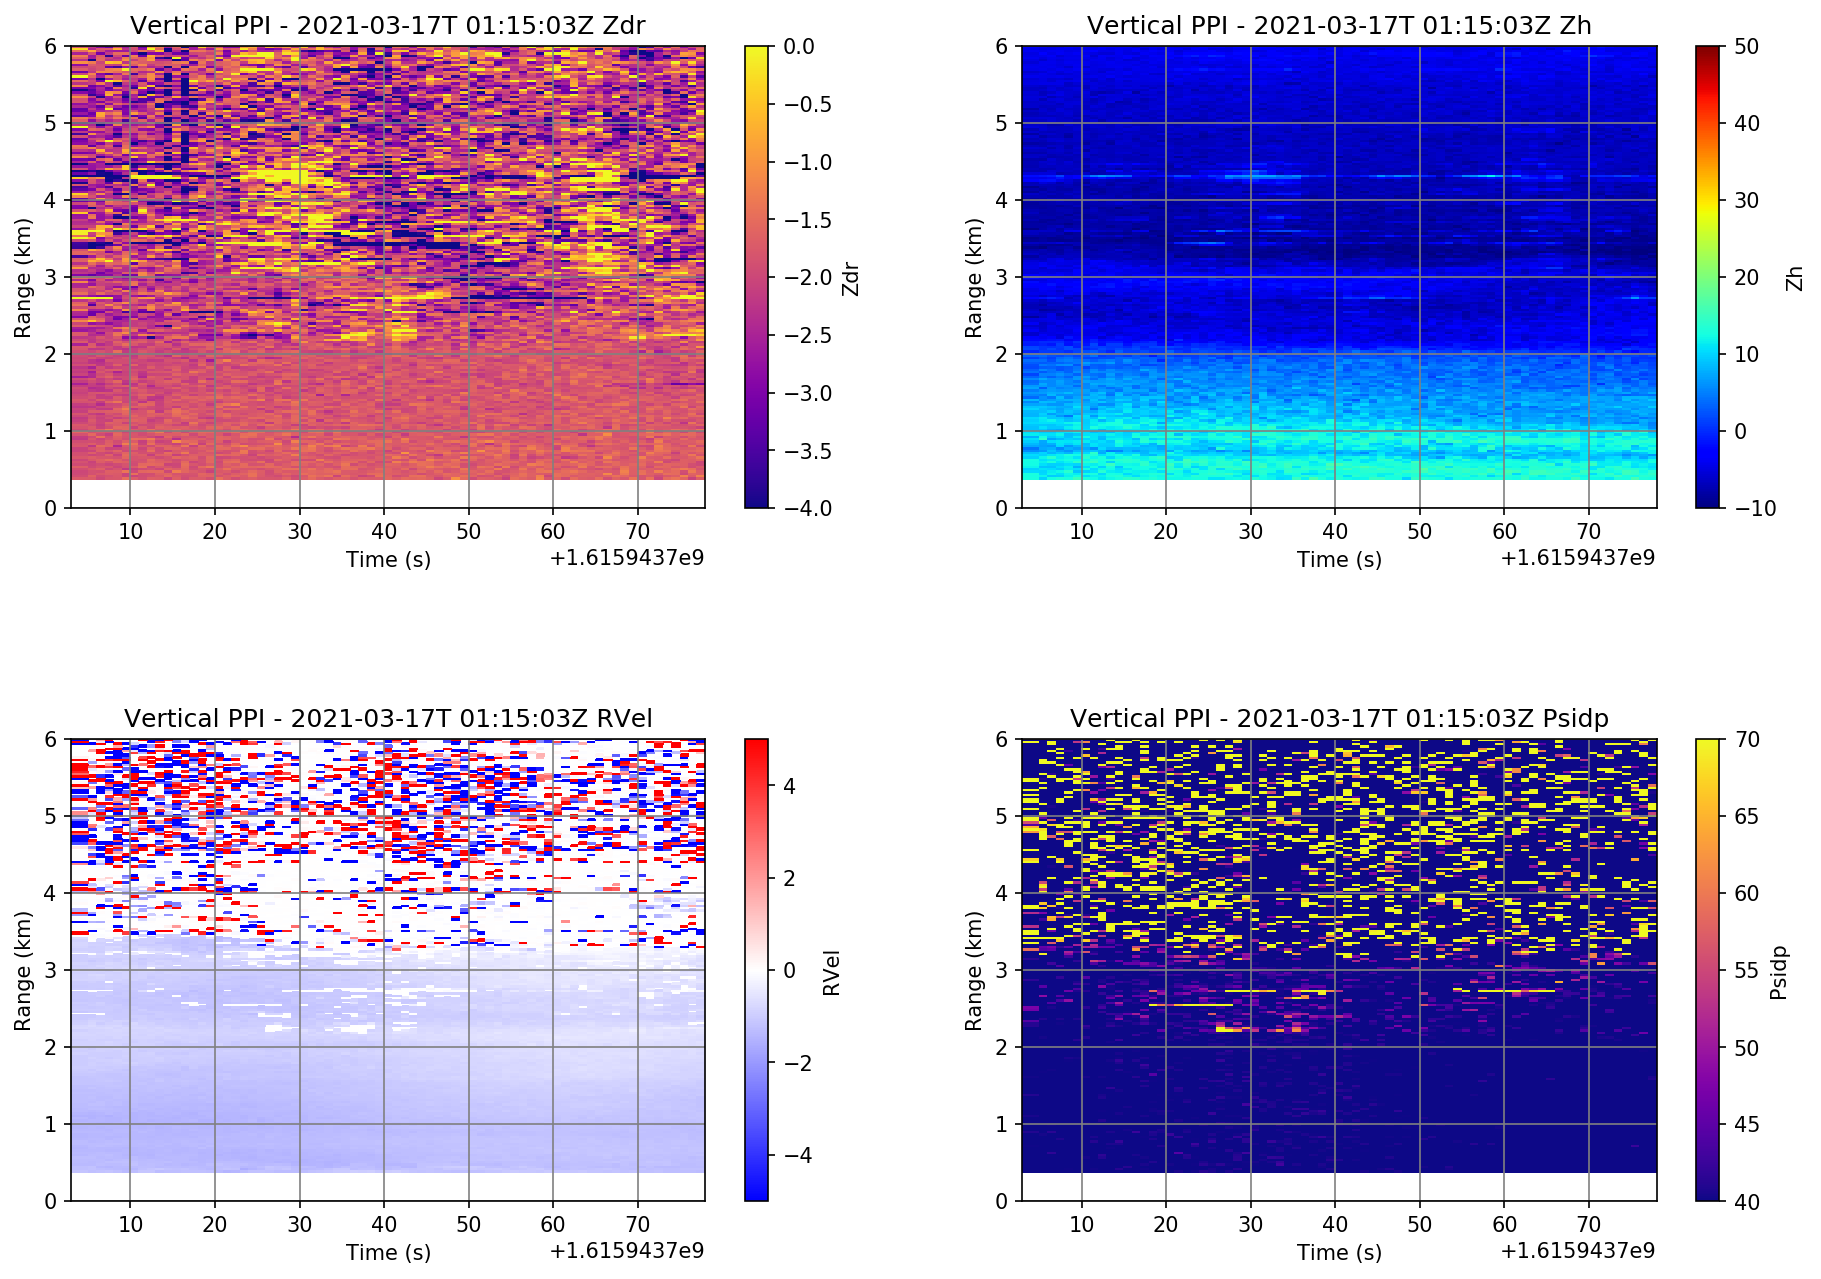 Vertical PPI - 2021-03-17T 01:15:03Z Zdr
6
5
4
3
2
1
0
Range (km)
10 20 30 40 50 60 70
Time (s)
+1.6159437e9
0.0
−0.5
−1.0
−1.5
−2.0
−2.5
−3.0
−3.5
−4.0
Zdr
Vertical PPI - 2021-03-17T 01:15:03Z Zh
6
5
4
3
2
1
0
Range (km)
10 20 30 40 50 60 70
Time (s)
+1.6159437e9
50
40
30
20
10
0
−10
Zh
Vertical PPI - 2021-03-17T 01:15:03Z RVel
6
5
4
3
2
1
0
Range (km)
10 20 30 40 50 60 70
Time (s)
+1.6159437e9
4
2
0
−2
−4
RVel
Vertical PPI - 2021-03-17T 01:15:03Z Psidp
6
5
4
3
2
1
0
Range (km)
10 20 30 40 50 60 70
Time (s)
+1.6159437e9
70
65
60
55
50
45
40
Psidp